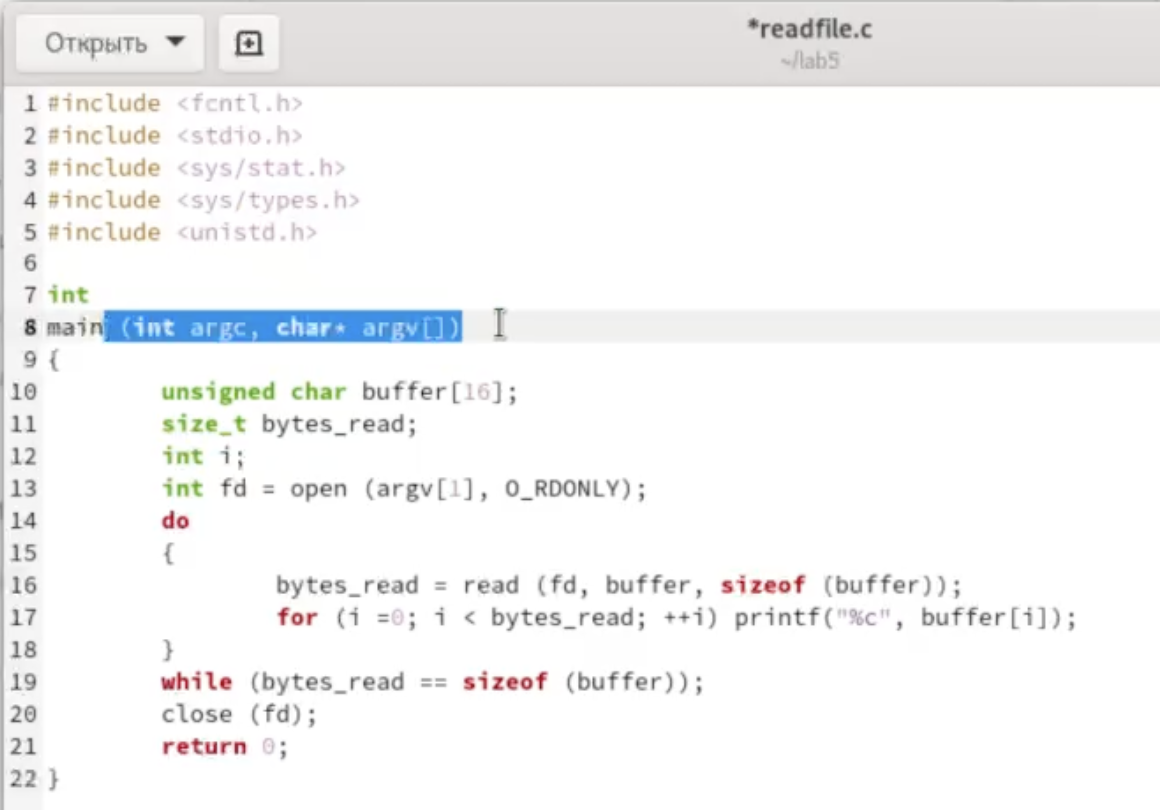 Открыть
*readfile.c
~/lab5
1 #include <fcntl.h>
2 #include <stdio.h>
3 #include <sys/stat.h>
4 #include <sys/types.h>
5 #include <unistd.h>
6
7 int
8 main (int argc, char* argv[])
9 {
10 unsigned char buffer[16];
11 size_t bytes_read;
12 int i;
13 int fd = open (argv[1], O_RDONLY);
14 do
15 {
16 bytes_read = read (fd, buffer, sizeof (buffer));
17 for (i =0; i < bytes_read; ++i) printf("%c", buffer[i]);
18 }
19 while (bytes_read == sizeof (buffer));
20 close (fd);
21 return 0;
22 }